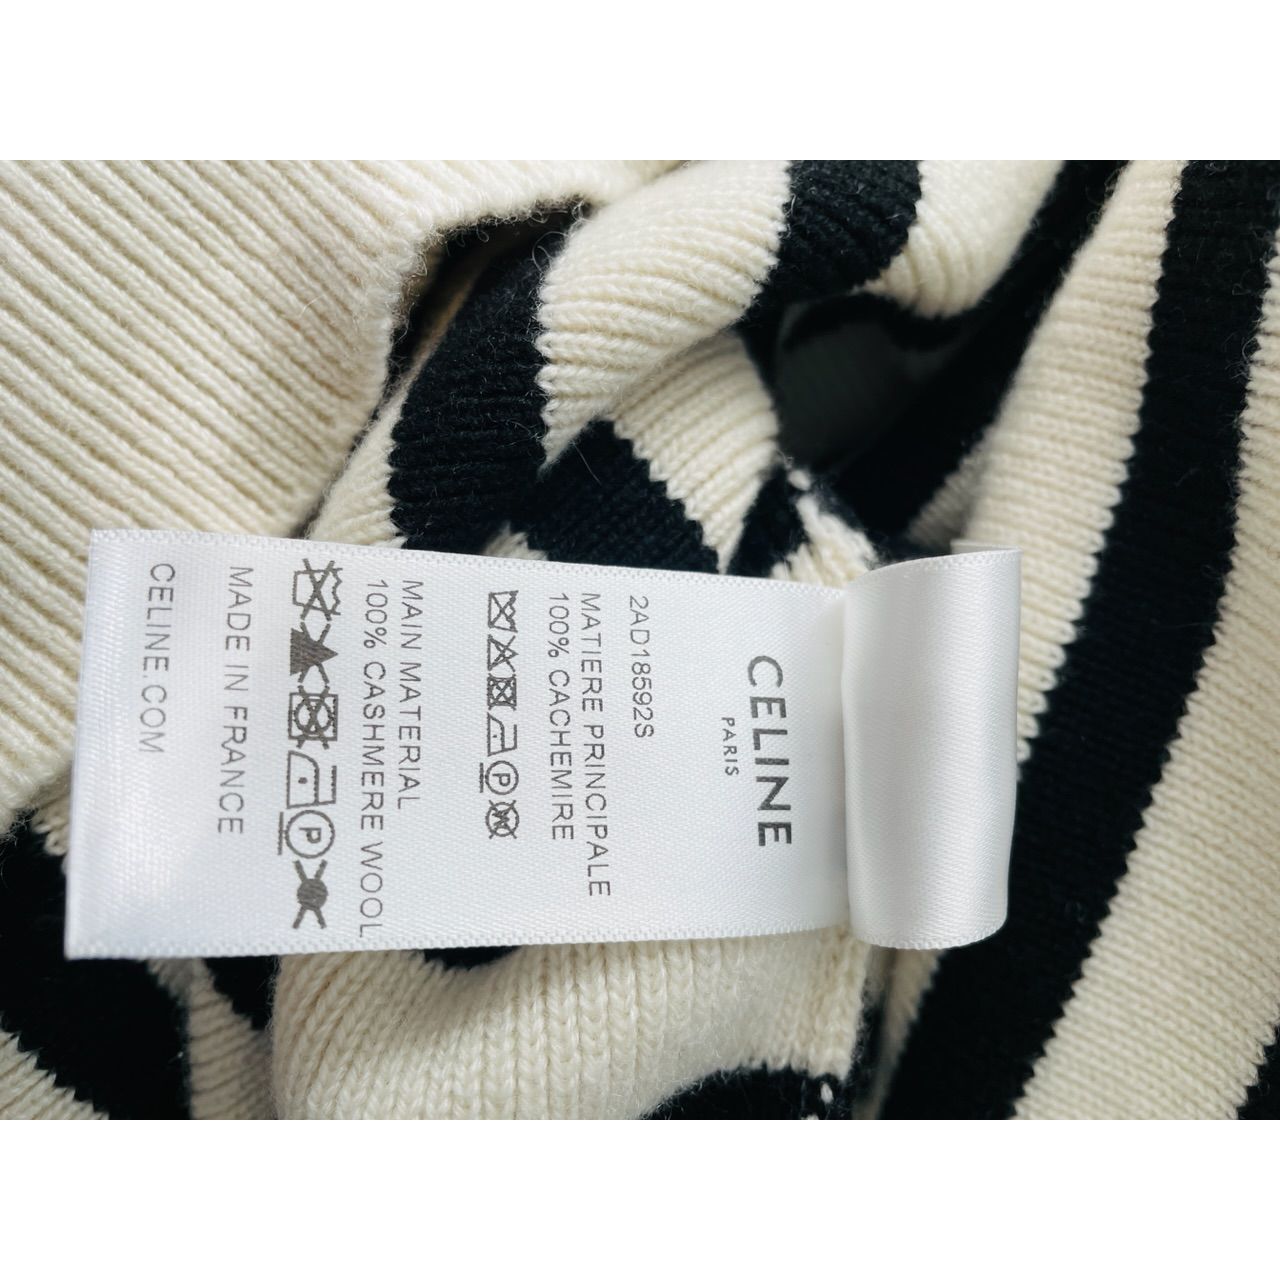 CELINE
PARIS
2AD18592S
MATIERE PRINCIPALE
100% CACHEMIRE
MAIN MATERIAL
100% CASHMERE WOOL
MADE IN FRANCE
CELINE.COM